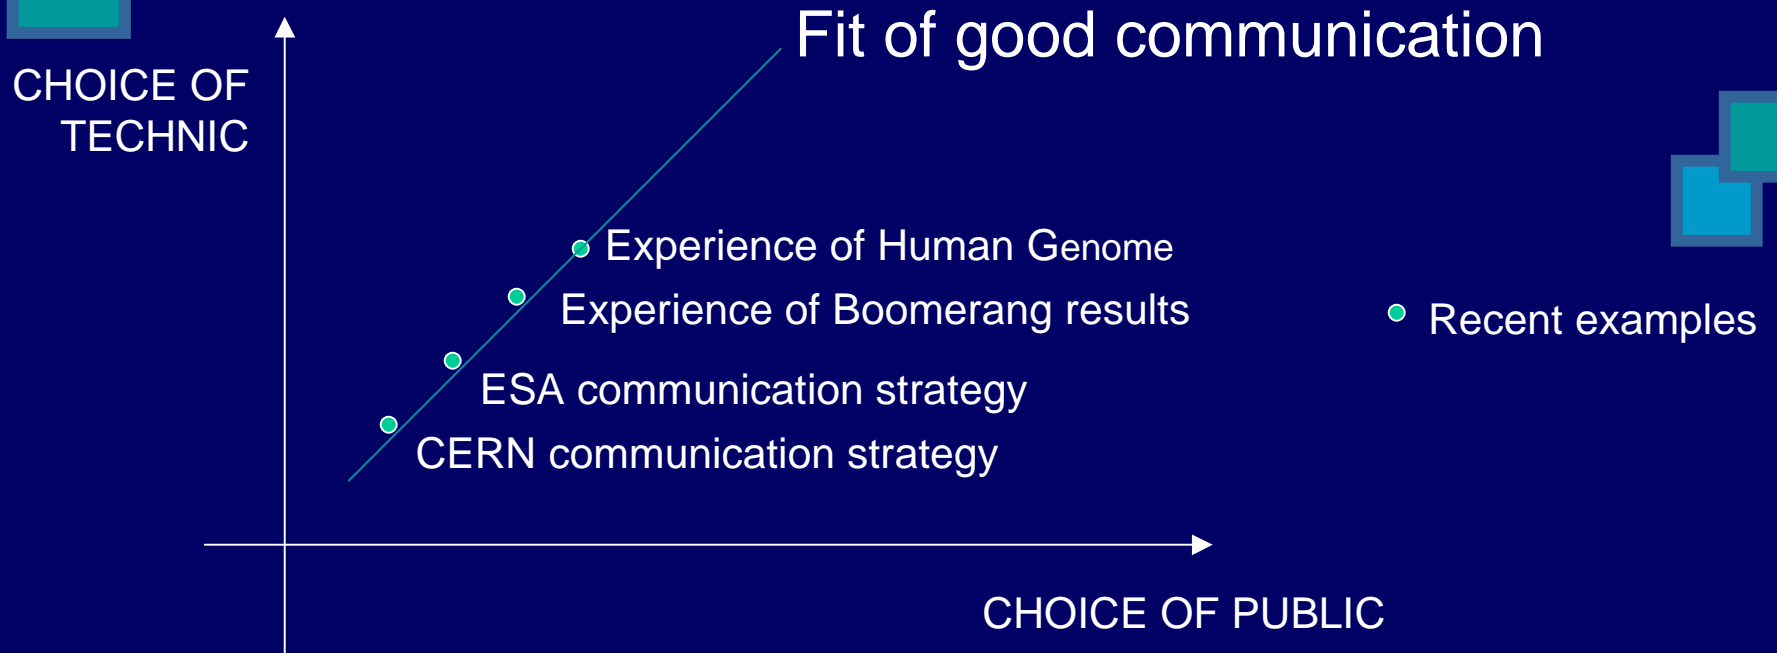 Fit of good communication
CHOICE OF
TECHNIC
Experience of Human Genome
Experience of Boomerang results
Recent examples
ESA communication strategy
CERN communication strategy
CHOICE OF PUBLIC